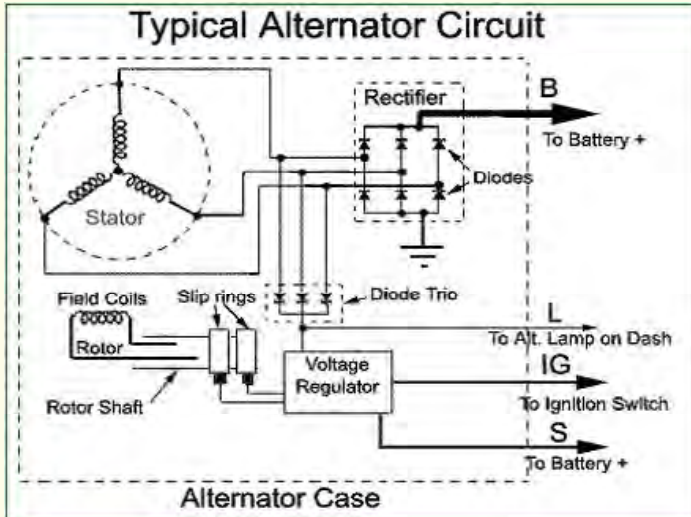 Typical Alternator Circuit
B
Rectifier
To Battery +
Diodes
Stator
Field Coils
Slip rings
Diode Trio
L
Rotor
Voltage
Regulator
To Alt. Lamp on Dash
IG
Rotor Shaft
To Ignition Switch
S
To Battery +
Alternator Case